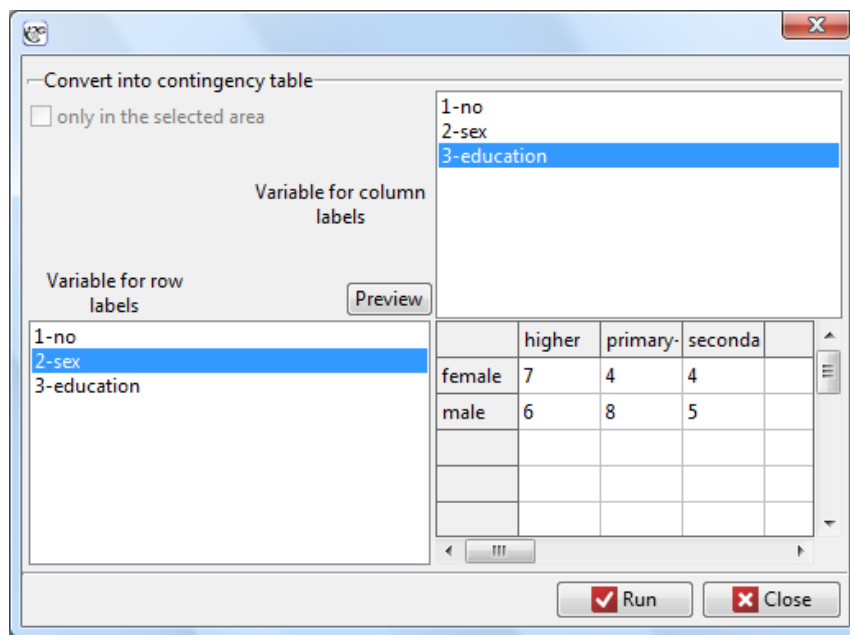 Convert into contingency table
only in the selected area
1-no
2-sex
3-education
Variable for column
labels
Variable for row
labels
Preview
1-no
2-sex
3-education
higher primary- seconda
female 7 4 4
male 6 8 5
Run Close